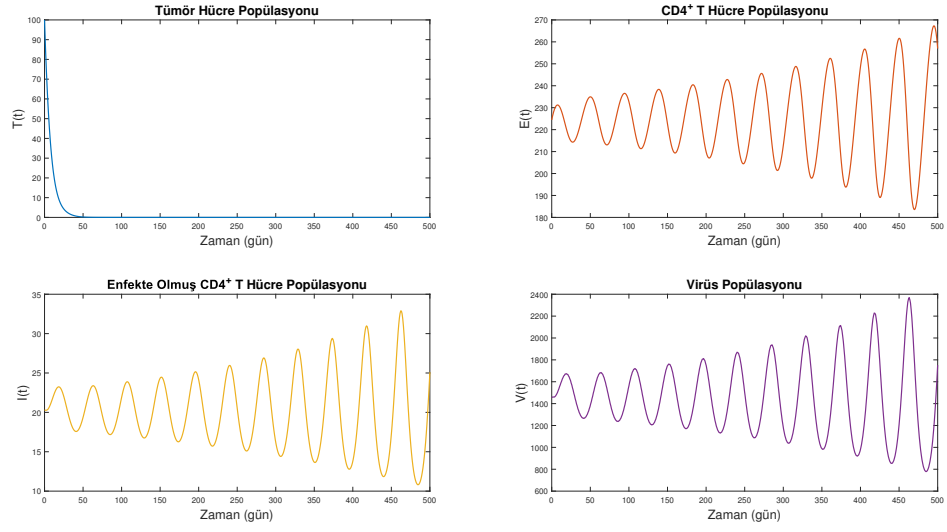 Tümör Hücre Popülasyonu
100
90
80
70
60
50
40
30
20
10
0
T(t)
0 50 100 150 200 250 300 350 400 450 500
Zaman (gün)
CD4⁺ T Hücre Popülasyonu
270
260
250
240
230
220
210
200
190
180
E(t)
0 50 100 150 200 250 300 350 400 450 500
Zaman (gün)
Enfekte Olmuş CD4⁺ T Hücre Popülasyonu
35
30
25
20
15
10
I(t)
0 50 100 150 200 250 300 350 400 450 500
Zaman (gün)
Virüs Popülasyonu
2400
2200
2000
1800
1600
1400
1200
1000
800
600
V(t)
0 50 100 150 200 250 300 350 400 450 500
Zaman (gün)